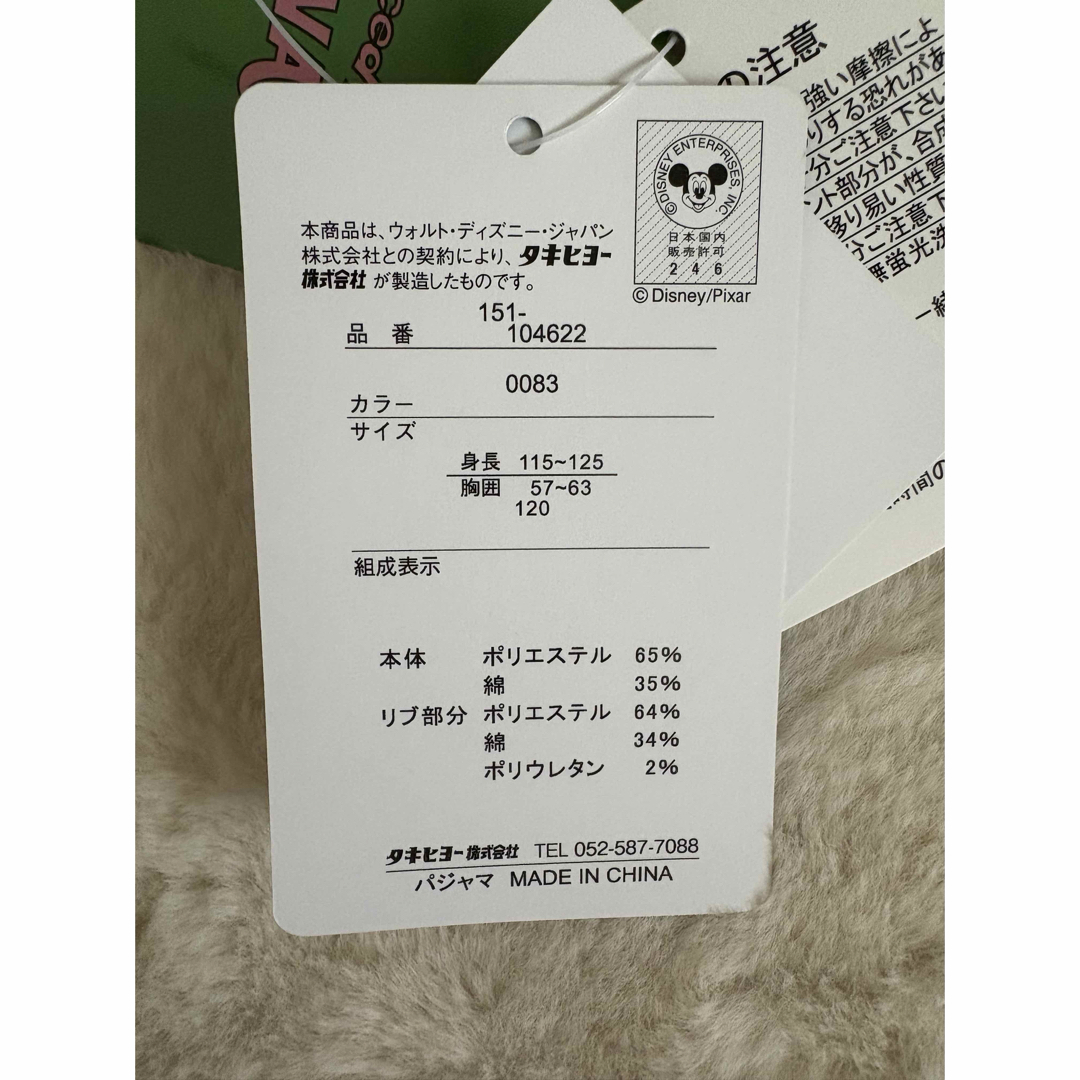 の注意
強い摩擦によ
りする恐れがあ
分ご注意下さい
ント部分が、合成
移り易い性質
分ご注意下
無蛍光洗
一緒
時間の
©DISNEY ENTERPRISES, INC.
日本国内
販売許可
246
©Disney/Pixar
本商品は、ウォルト・ディズニー・ジャパン
株式会社との契約により、タキヒヨー
株式会社が製造したものです。
151-
品 番 104622
0083
カラー
サイズ
身長 115~125
胸囲 57~63
120
組成表示
本体 ポリエステル 65%
綿 35%
リブ部分 ポリエステル 64%
綿 34%
ポリウレタン 2%
タキヒヨー株式会社 TEL 052-587-7088
パジャマ MADE IN CHINA